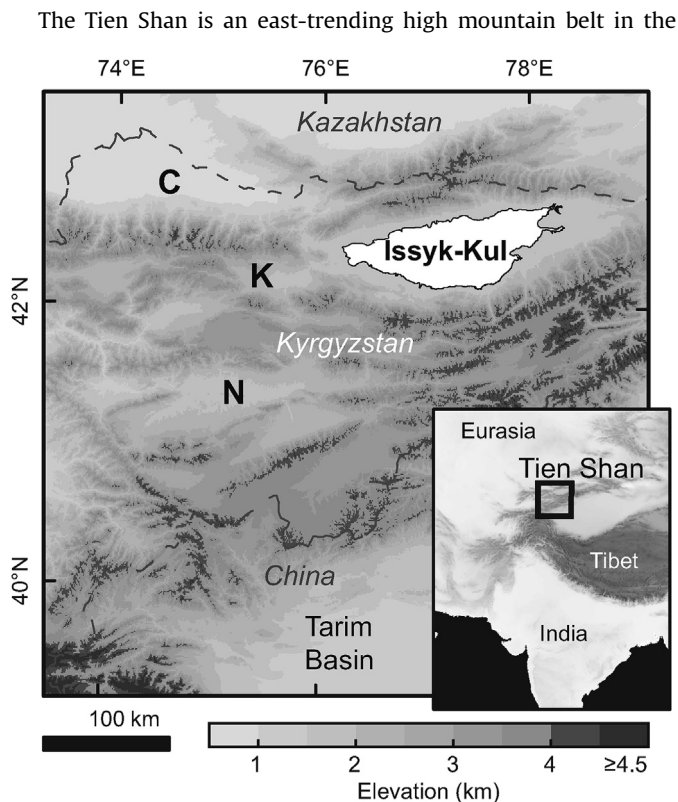 The Tien Shan is an east-trending high mountain belt in the
74°E 76°E 78°E
Kazakhstan
C
Issyk-Kul
K
42°N
Kyrgyzstan
N
Eurasia
Tien Shan
Tibet
India
40°N
China
Tarim
Basin
100 km
1 2 3 4 ≥4.5
Elevation (km)